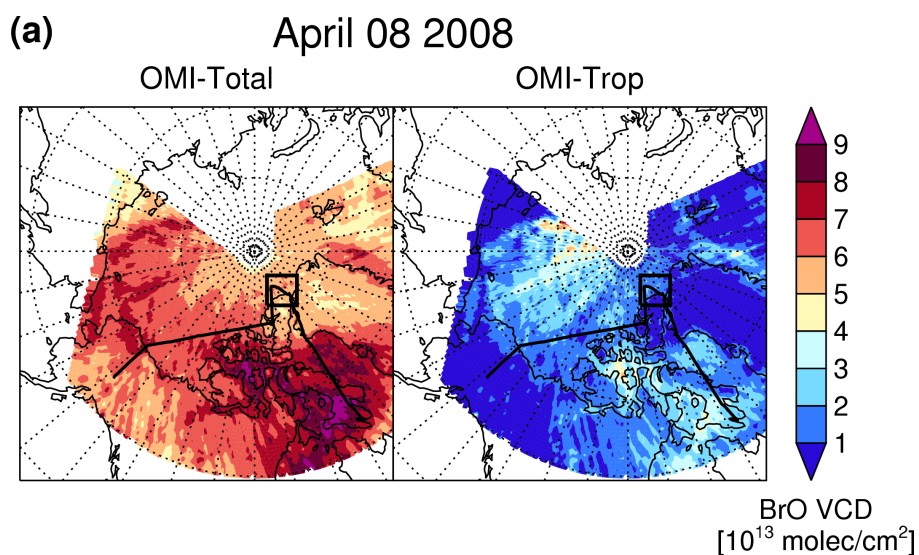 (a) April 08 2008
OMI-Total OMI-Trop
9
8
7
6
5
4
3
2
1
BrO VCD
[10¹³ molec/cm²]